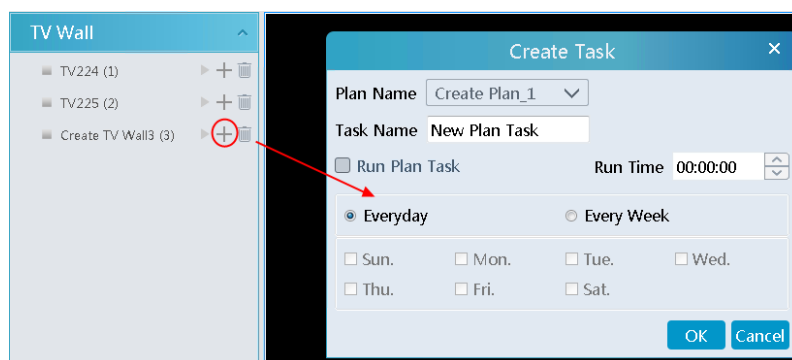 TV Wall
TV224 (1)
TV225 (2)
Create TV Wall3 (3)
Create Task
Plan Name Create Plan_1
Task Name New Plan Task
Run Plan Task Run Time 00:00:00
Everyday Every Week
Sun. Mon. Tue. Wed.
Thu. Fri. Sat.
OK Cancel